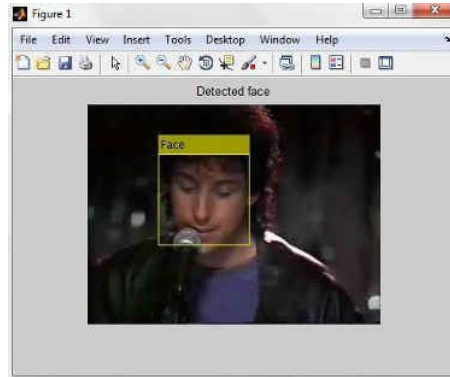 Figure 1
File Edit View Insert Tools Desktop Window Help
Detected face
Face